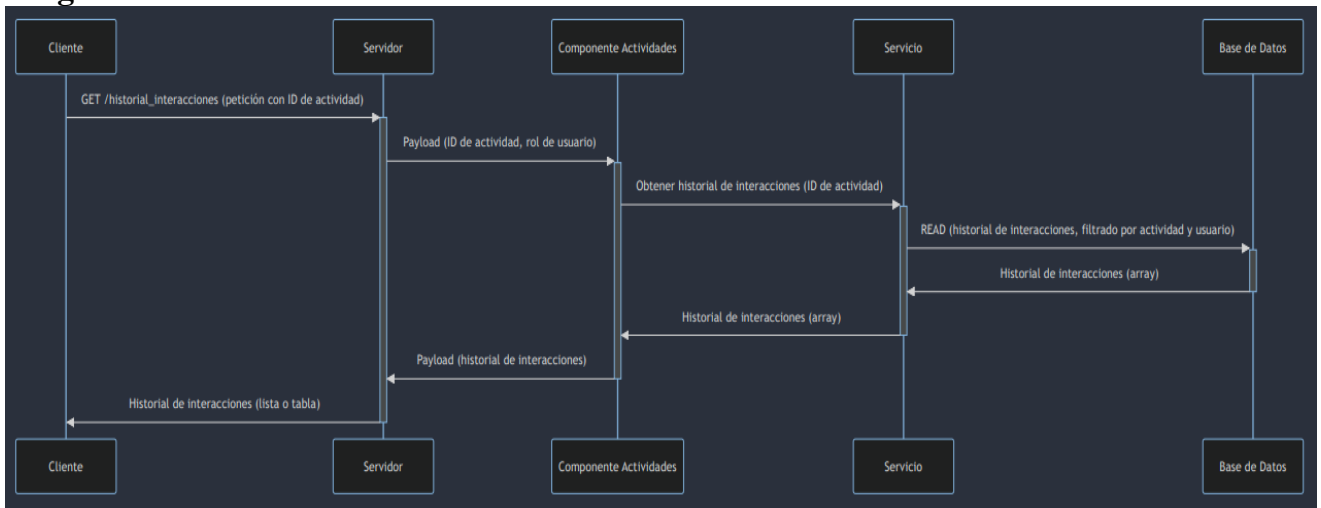 Cliente
Servidor
Componente Actividades
Servicio
Base de Datos
GET /historial_interacciones (petición con ID de actividad)
Payload (ID de actividad, rol de usuario)
Obtener historial de interacciones (ID de actividad)
READ (historial de interacciones, filtrado por actividad y usuario)
Historial de interacciones (array)
Historial de interacciones (array)
Payload (historial de interacciones)
Historial de interacciones (lista o tabla)
Cliente
Servidor
Componente Actividades
Servicio
Base de Datos